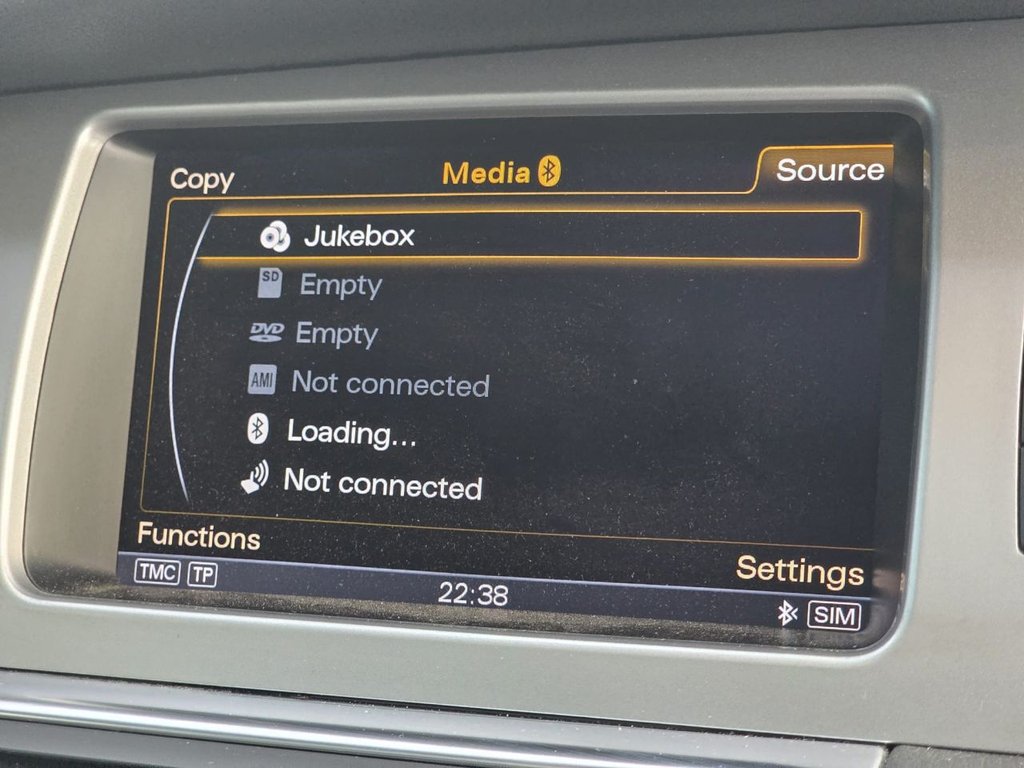 Copy
Media
Source
Jukebox
SD Empty
DVD Empty
AMI Not connected
Loading...
Not connected
Functions
Settings
TMC TP
22:38
SIM